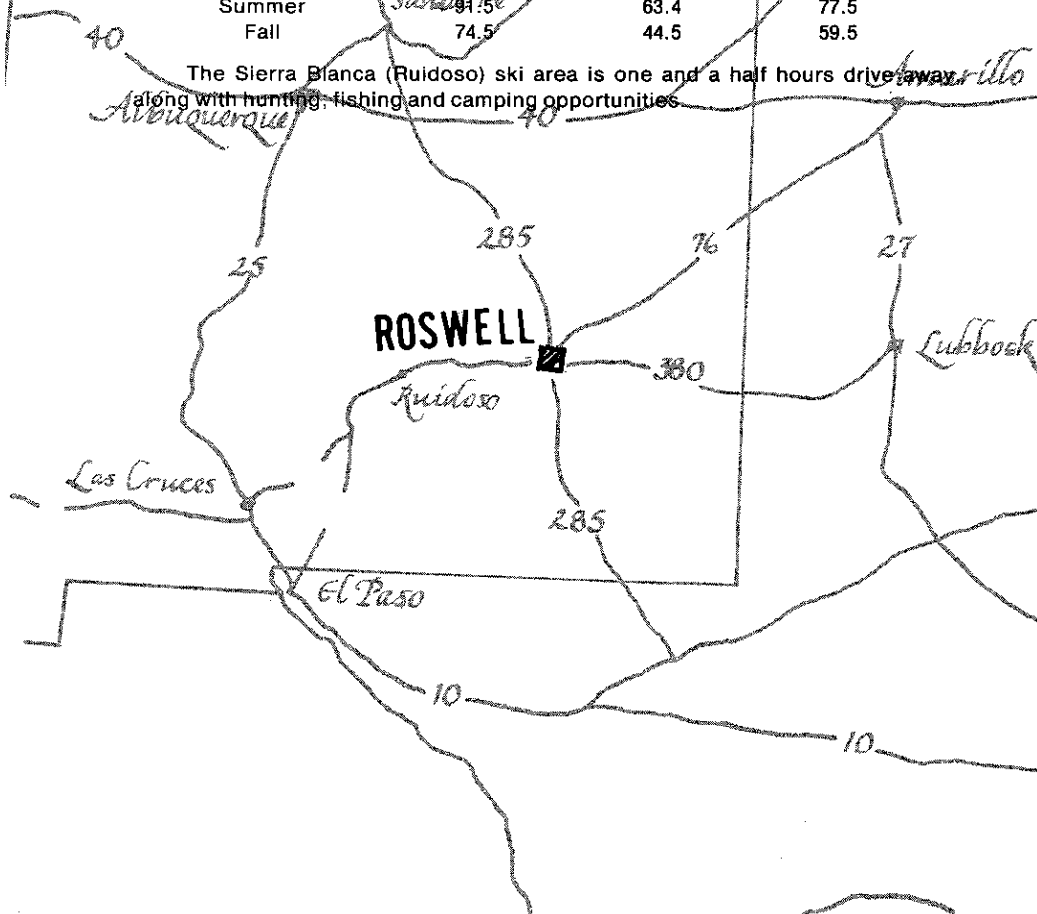 Summer 91.5 63.4 77.5
Fall 74.5 44.5 59.5
The Sierra Blanca (Ruidoso) ski area is one and a half hours drive away,
along with hunting, fishing and camping opportunities.
40
Amarillo
Albuquerque
40
285
76
27
25
ROSWELL
Lubbock
380
Ruidoso
Las Cruces
285
El Paso
10
10